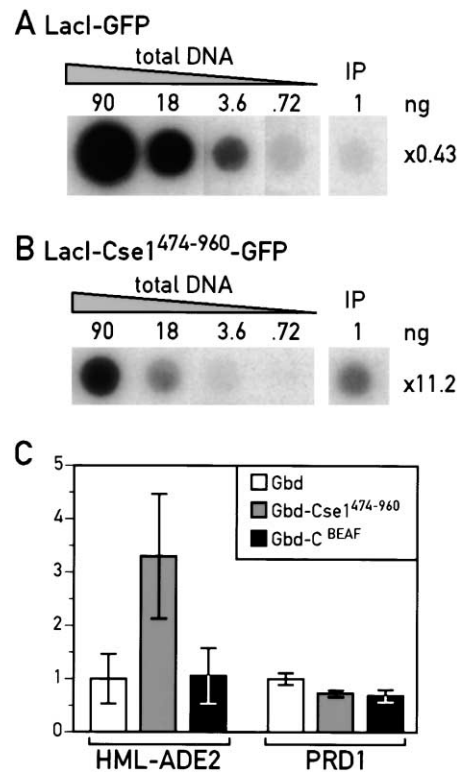 A LacI-GFP
total DNA IP
90 18 3.6 .72 1 ng
x0.43
B LacI-Cse1⁴⁷⁴⁻⁹⁶⁰-GFP
total DNA IP
90 18 3.6 .72 1 ng
x11.2
C
5
4
3
2
1
0
Gbd
Gbd-Cse1⁴⁷⁴⁻⁹⁶⁰
Gbd-C ᴮᴱᴬF
HML-ADE2 PRD1